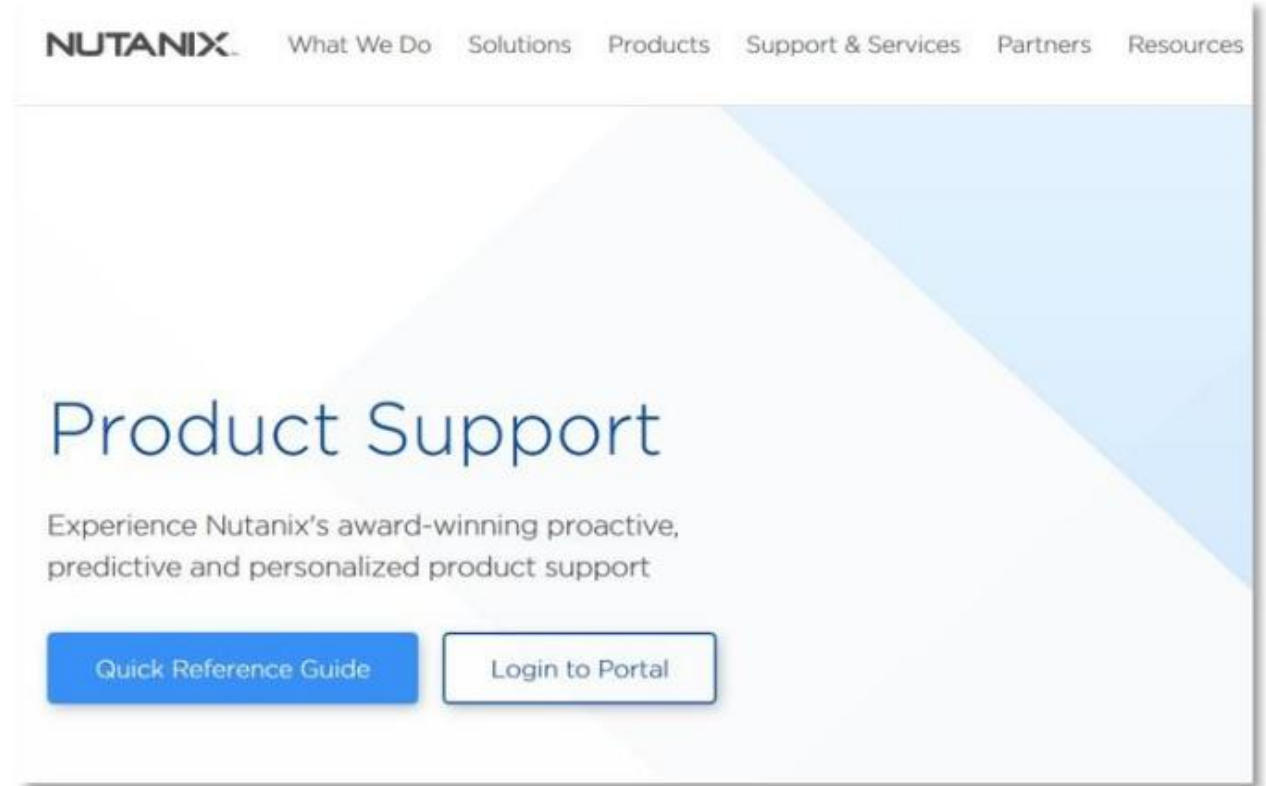 NUTANIX™ What We Do Solutions Products Support & Services Partners Resources
Product Support
Experience Nutanix's award-winning proactive,
predictive and personalized product support
Quick Reference Guide Login to Portal